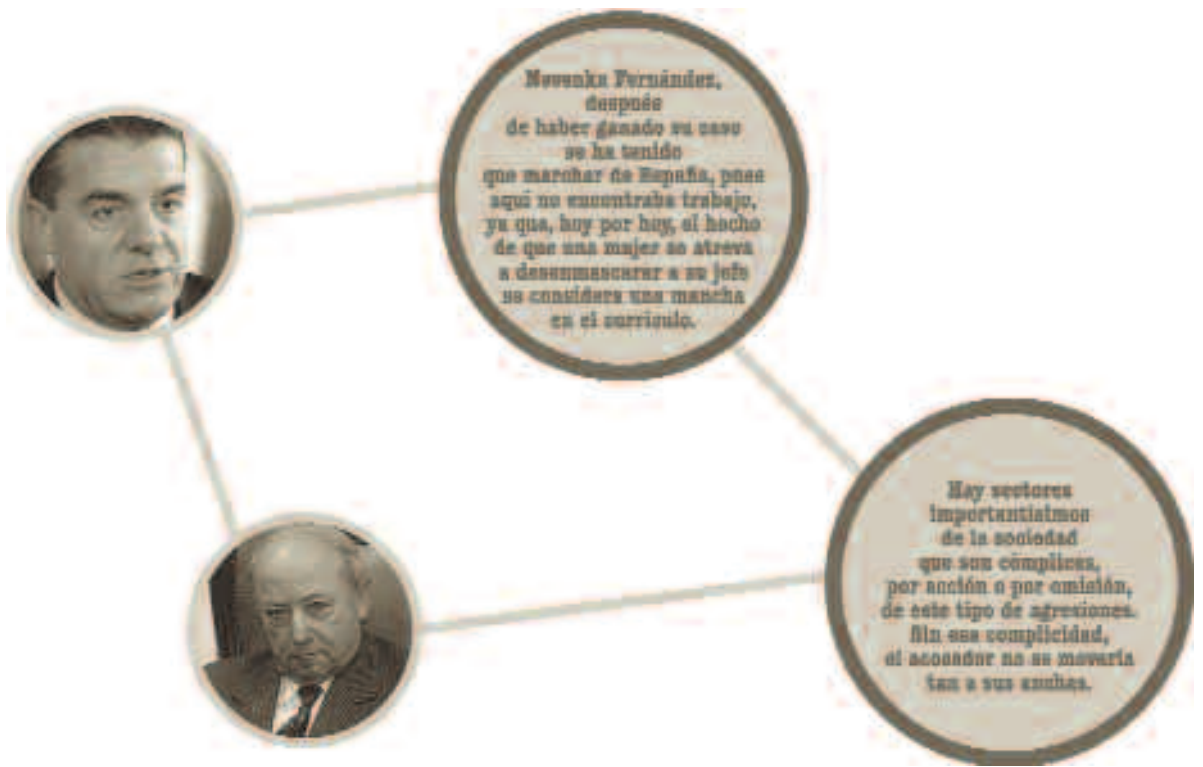 Nevenka Fernández,
después
de haber ganado su caso
se ha tenido
que marchar de España, pues
aquí no encontraba trabajo,
ya que, hoy por hoy, el hecho
de que una mujer se atreva
a desenmascarar a su jefe
se considera una mancha
en el currículo.
Hay sectores
importantísimos
de la sociedad
que son cómplices,
por acción o por omisión,
de este tipo de agresiones.
Sin esa complicidad,
el acosador no se movería
tan a sus anchas.